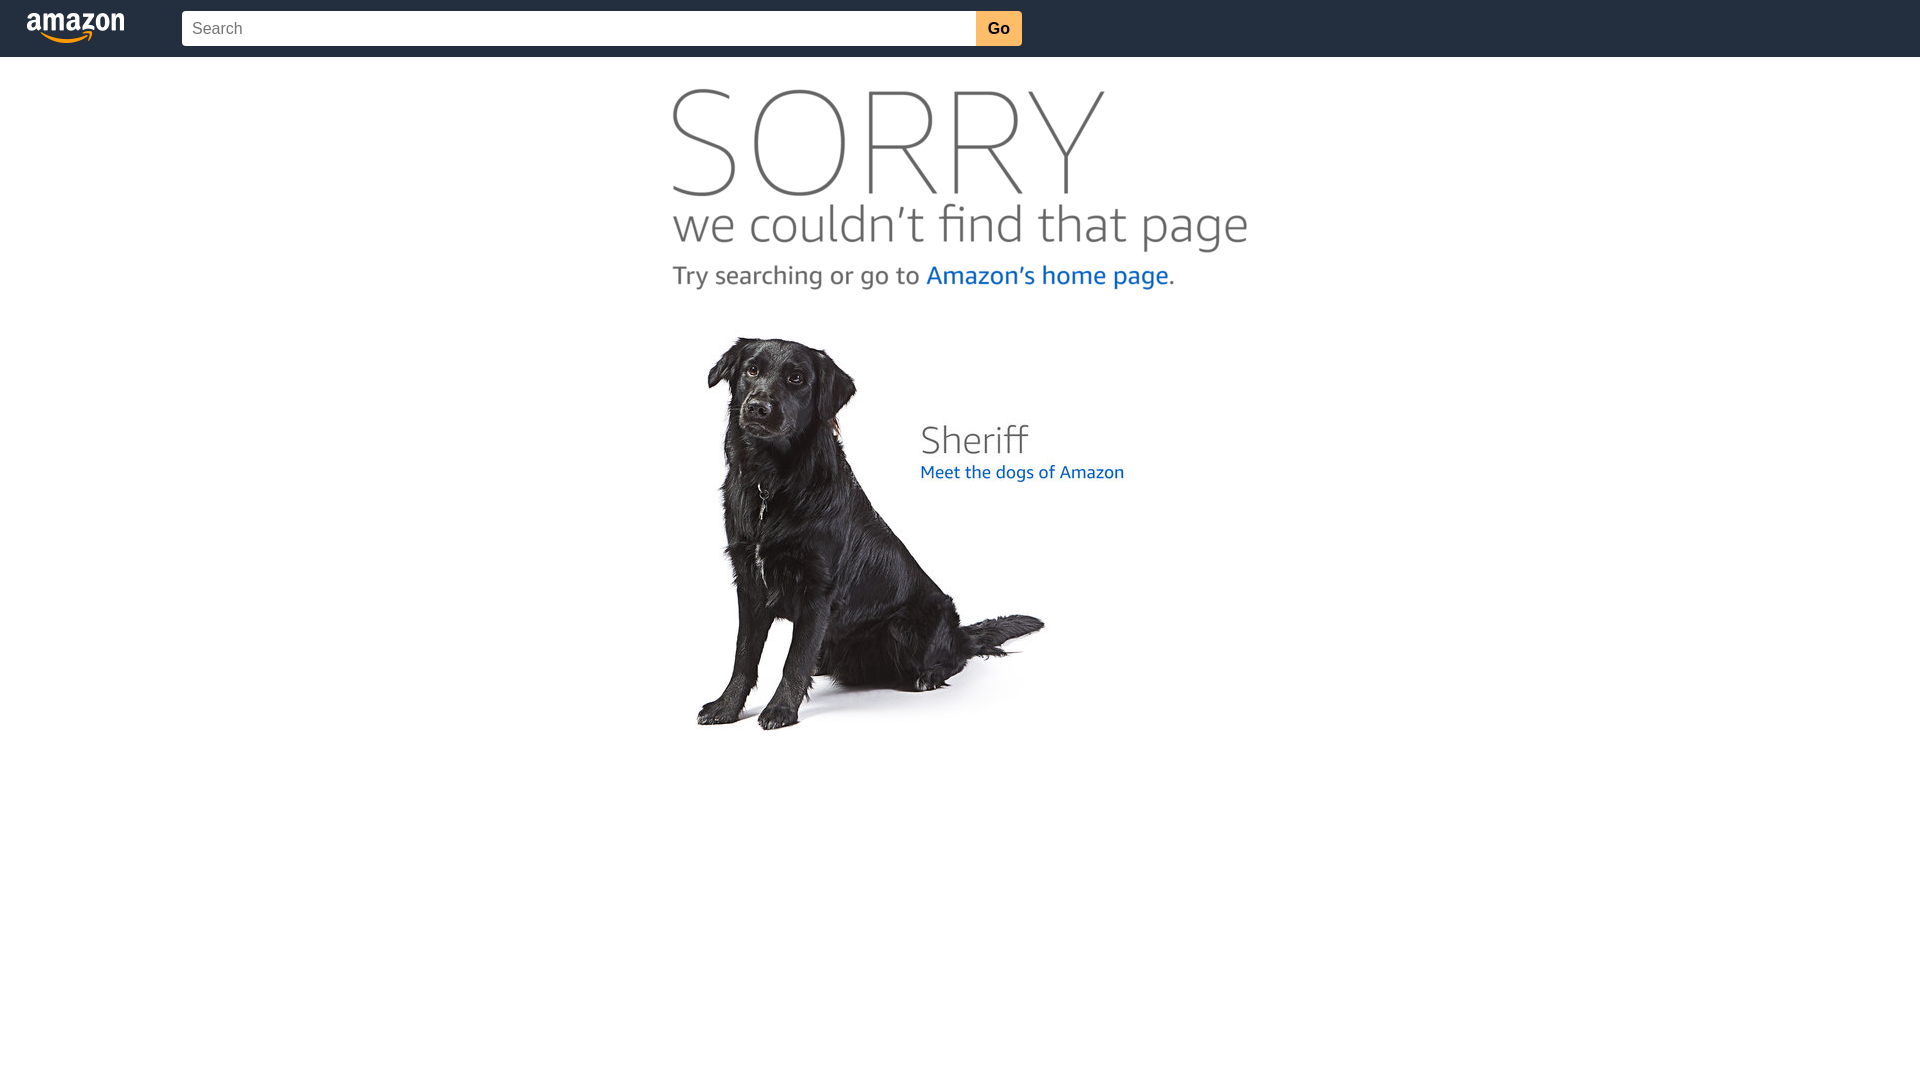 amazon
Search
Go
SORRY
we couldn't find that page
Try searching or go to Amazon's home page.
Sheriff
Meet the dogs of Amazon